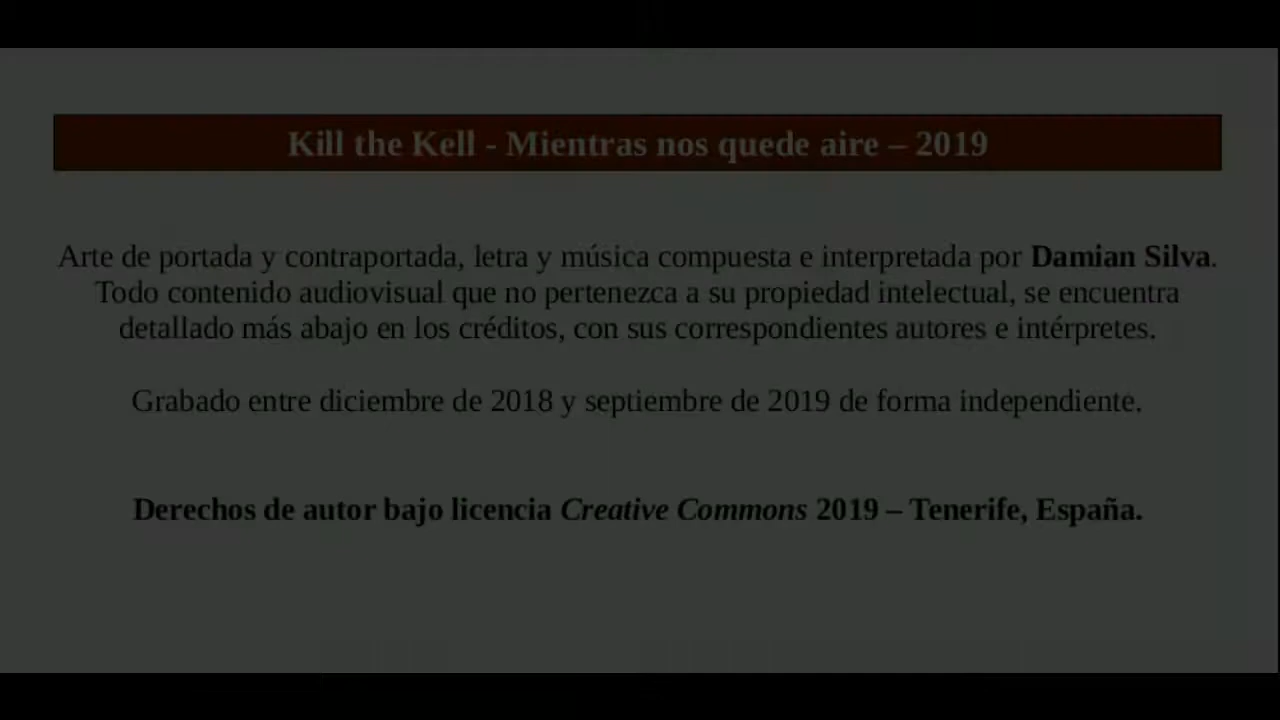 Kill the Kell - Mientras nos quede aire – 2019
Arte de portada y contraportada, letra y música compuesta e interpretada por Damian Silva.
Todo contenido audiovisual que no pertenezca a su propiedad intelectual, se encuentra
detallado más abajo en los créditos, con sus correspondientes autores e intérpretes.
Grabado entre diciembre de 2018 y septiembre de 2019 de forma independiente.
Derechos de autor bajo licencia Creative Commons 2019 – Tenerife, España.